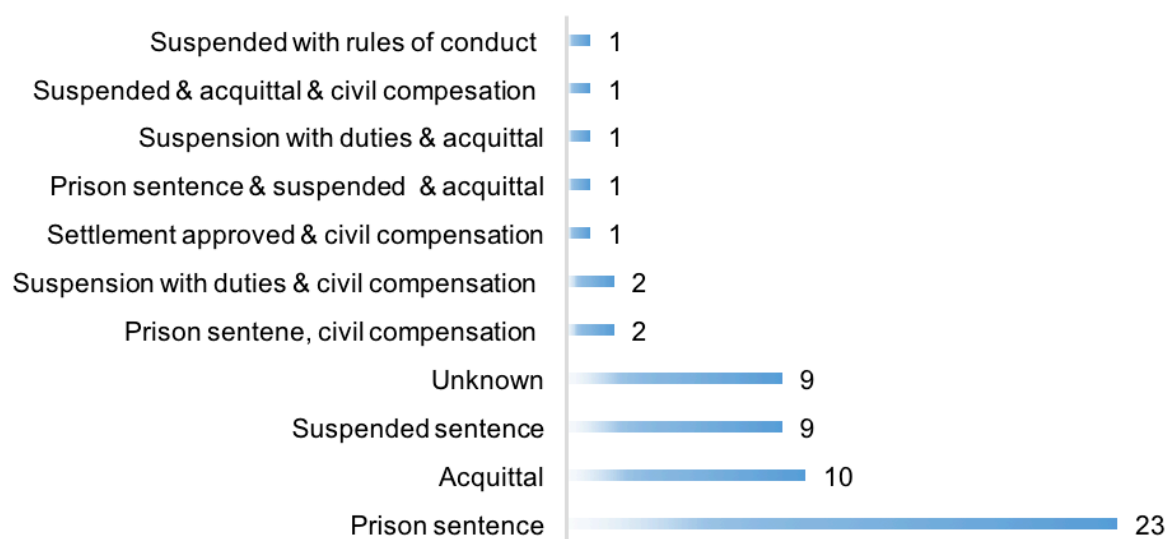 Suspended with rules of conduct 1
Suspended & acquittal & civil compesation 1
Suspension with duties & acquittal 1
Prison sentence & suspended & acquittal 1
Settlement approved & civil compensation 1
Suspension with duties & civil compensation 2
Prison sentene, civil compensation 2
Unknown 9
Suspended sentence 9
Acquittal 10
Prison sentence 23